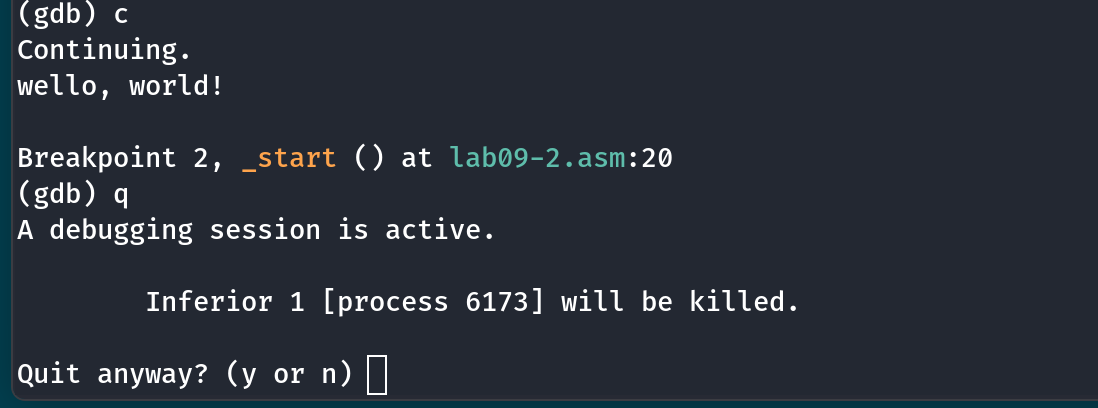 (gdb) c
Continuing.
wello, world!
Breakpoint 2, _start () at lab09-2.asm:20
(gdb) q
A debugging session is active.
Inferior 1 [process 6173] will be killed.
Quit anyway? (y or n)